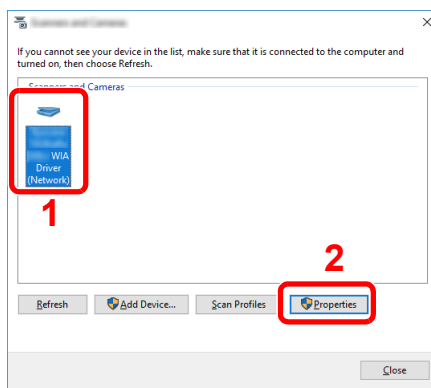 If you cannot see your device in the list, make sure that it is connected to the computer and
turned on, then choose Refresh.
Scanners and Cameras
WIA
Driver
(Network)
1
2
Refresh
Add Device...
Scan Profiles
Properties
Close